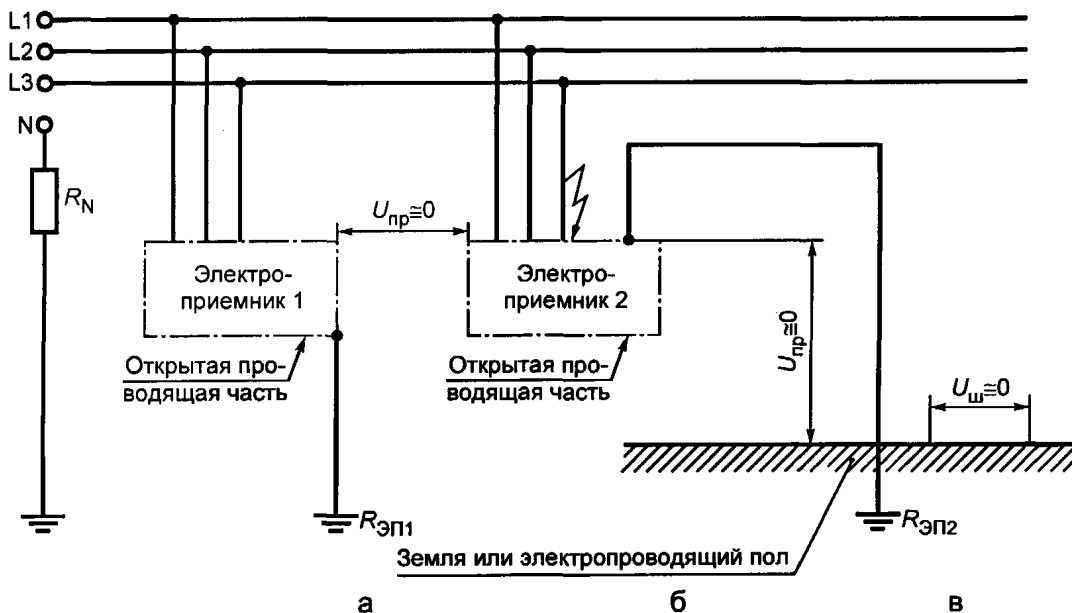 L1
L2
L3
N
R_N
U_пр≅0
Электро-
приемник 1
Электро-
приемник 2
Открытая про-
водящая часть
Открытая про-
водящая часть
U_пр≅0
U_ш≅0
R_ЭП1
R_ЭП2
Земля или электропроводящий пол
а
б
в